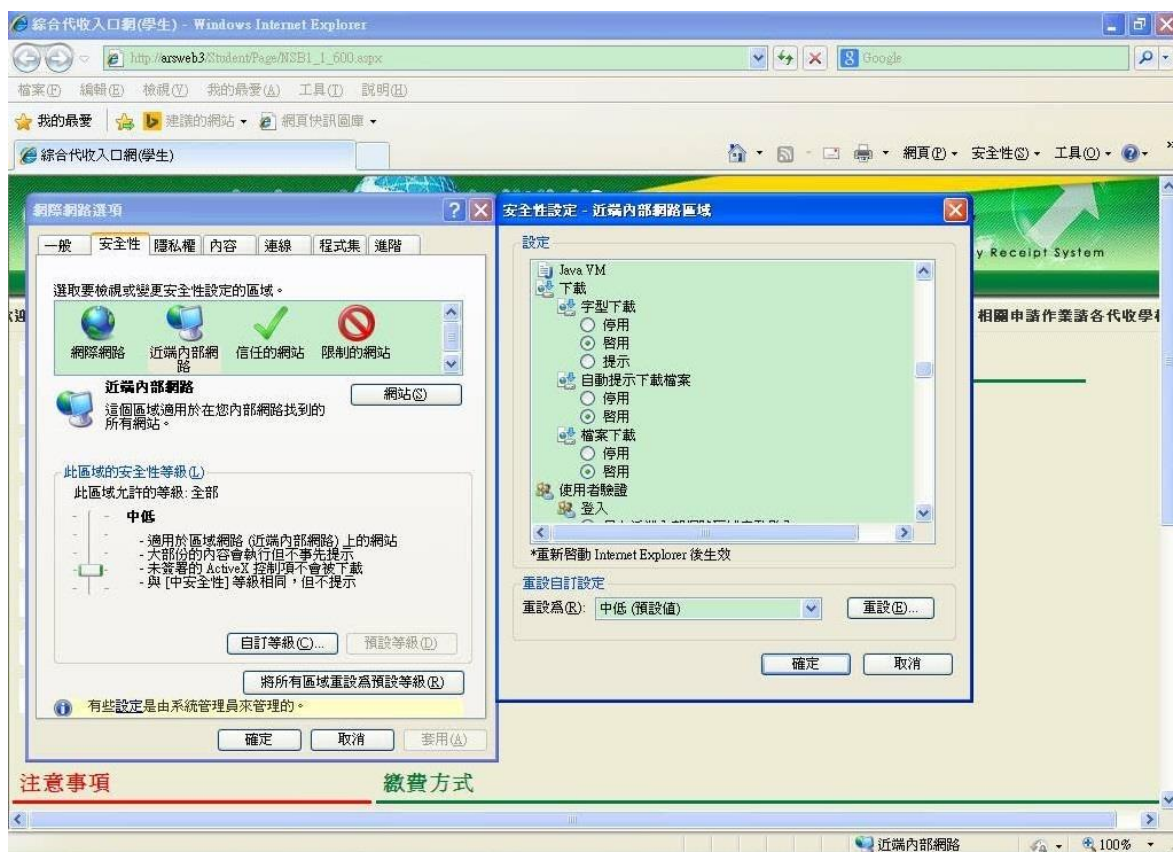 綜合代收入口網(學生) - Windows Internet Explorer
http://arsweb3/Student/Page/NSB1_1_600.aspx
Google
檔案(F) 編輯(E) 檢視(V) 我的最愛(A) 工具(T) 說明(H)
我的最愛 建議的網站 網頁快訊圖庫
綜合代收入口網(學生)
網頁(P) 安全性(S) 工具(O)
y Receipt System
相關申請作業請各代收學
網際網路選項
一般 安全性 隱私權 內容 連線 程式集 進階
選取要檢視或變更安全性設定的區域。
網際網路 近端內部網路 信任的網站 限制的網站
近端內部網路
網站(S)
這個區域適用於在您內部網路找到的
所有網站。
此區域的安全性等級(L)
此區域允許的等級: 全部
中低
- 適用於區域網路 (近端內部網路) 上的網站
- 大部份的內容會執行但不事先提示
- 未簽署的 ActiveX 控制項不會被下載
- 與 [中安全性] 等級相同，但不提示
自訂等級(C)... 預設等級(D)
將所有區域重設為預設等級(R)
有些設定是由系統管理員來管理的。
確定 取消 套用(A)
安全性設定 - 近端內部網路區域
設定
Java VM
下載
字型下載
停用
啟用
提示
自動提示下載檔案
停用
啟用
檔案下載
停用
啟用
使用者驗證
登入
*重新啟動 Internet Explorer 後生效
重設自訂設定
重設為(R): 中低 (預設值) 重設(E)...
確定 取消
注意事項 繳費方式
近端內部網路 100%